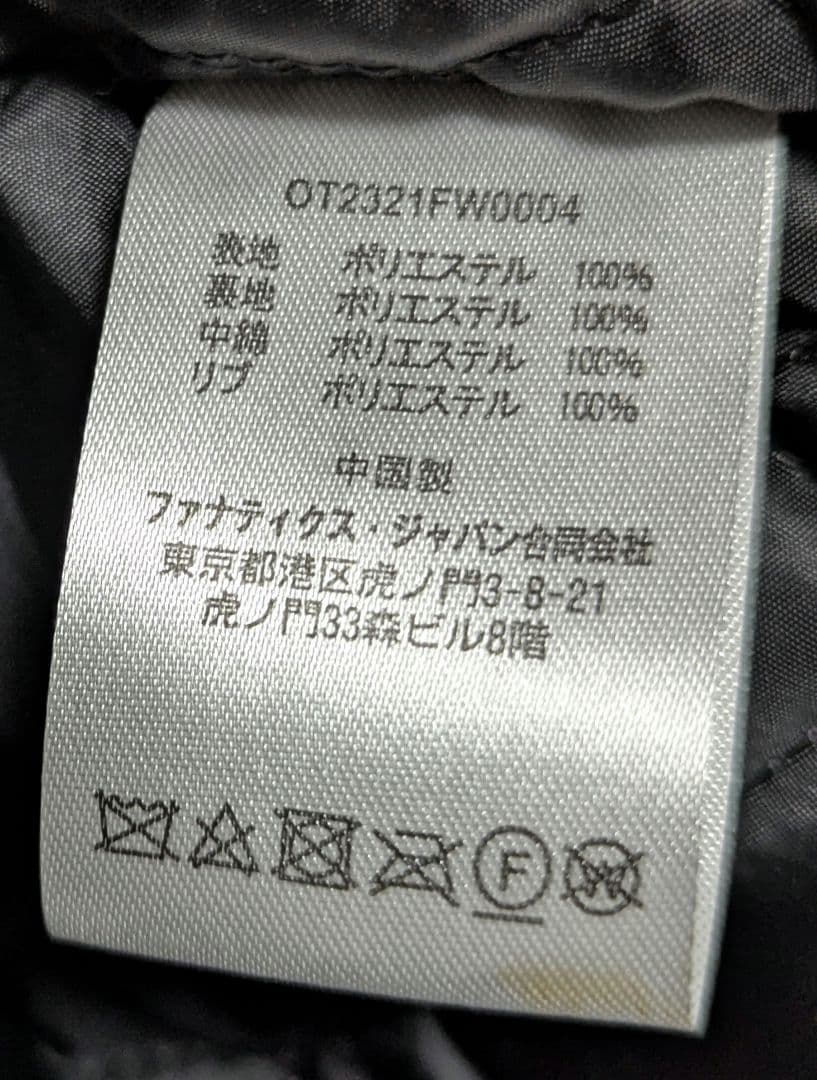 OT2321FW0004
表地 ポリエステル 100%
裏地 ポリエステル 100%
中綿 ポリエステル 100%
リブ ポリエステル 100%
中国製
ファナティクス・ジャパン合同会社
東京都港区虎ノ門3-8-21
虎ノ門33森ビル8階
F
W